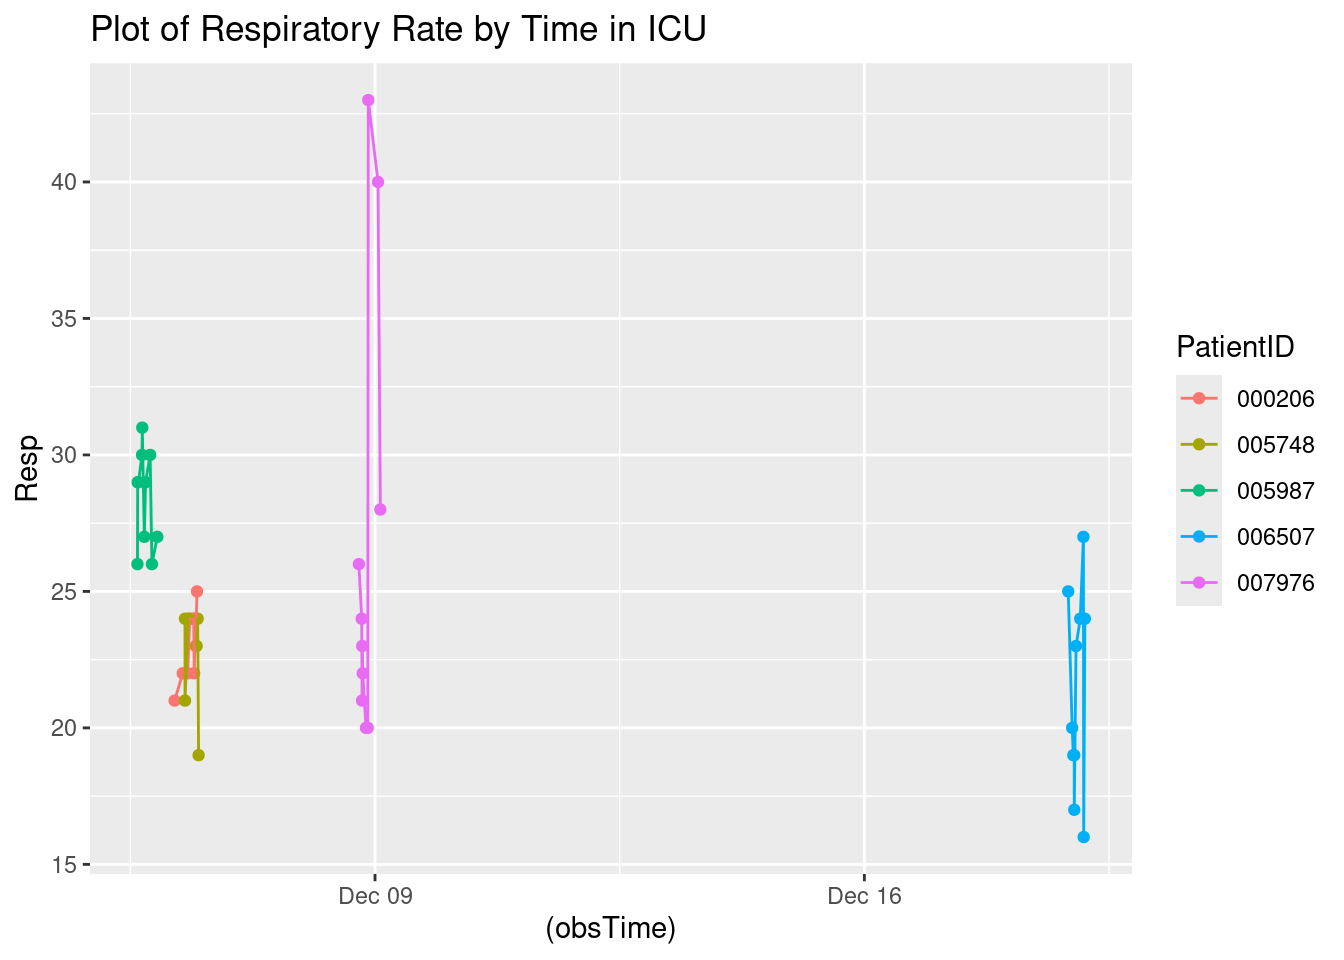 Plot of Respiratory Rate by Time in ICU
Resp
40
35
30
25
20
15
Dec 09
Dec 16
(obsTime)
PatientID
000206
005748
005987
006507
007976